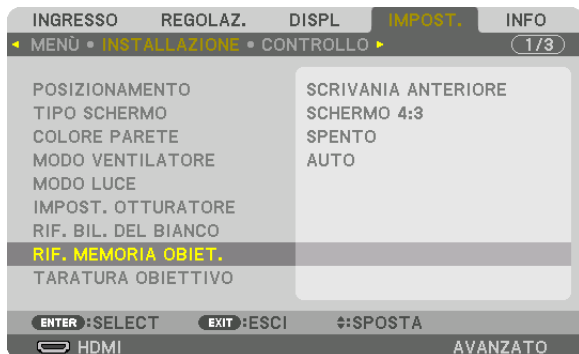 INGRESSO REGOLAZ. DISPL IMPOST. INFO
MENÙ • INSTALLAZIONE • CONTROLLO 1/3
POSIZIONAMENTO SCRIVANIA ANTERIORE
TIPO SCHERMO SCHERMO 4:3
COLORE PARETE SPENTO
MODO VENTILATORE AUTO
MODO LUCE
IMPOST. OTTURATORE
RIF. BIL. DEL BIANCO
RIF. MEMORIA OBIET.
TARATURA OBIETTIVO
ENTER :SELECT EXIT :ESCI :SPOSTA
HDMI AVANZATO